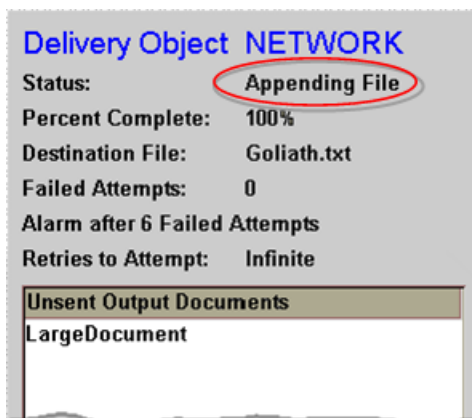 Delivery Object NETWORK
Status: Appending File
Percent Complete: 100%
Destination File: Goliath.txt
Failed Attempts: 0
Alarm after 6 Failed Attempts
Retries to Attempt: Infinite
Unsent Output Documents
LargeDocument